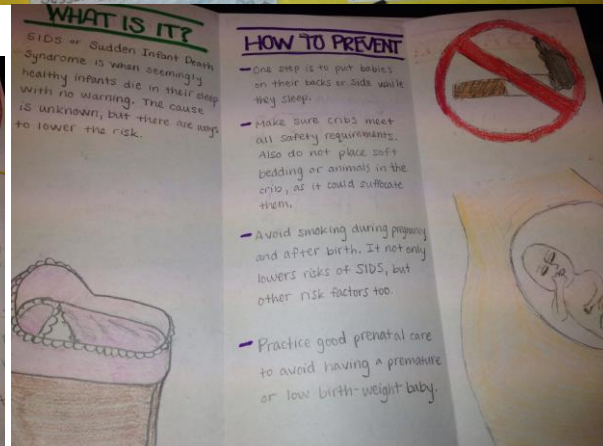 WHAT IS IT?
SIDS or Sudden Infant Death
Syndrome is when seemingly
healthy infants die in their sleep
with no warning. The cause
is unknown, but there are ways
to lower the risk.
HOW TO PREVENT
- One step is to put babies
on their backs or side while
they sleep.
- Make sure cribs meet
all safety requirements.
Also do not place soft
bedding or animals in the
crib, as it could suffocate
them.
- Avoid smoking during pregnancy
and after birth. It not only
lowers risks of SIDS, but
other risk factors too.
- Practice good prenatal care
to avoid having a premature
or low birth-weight baby.